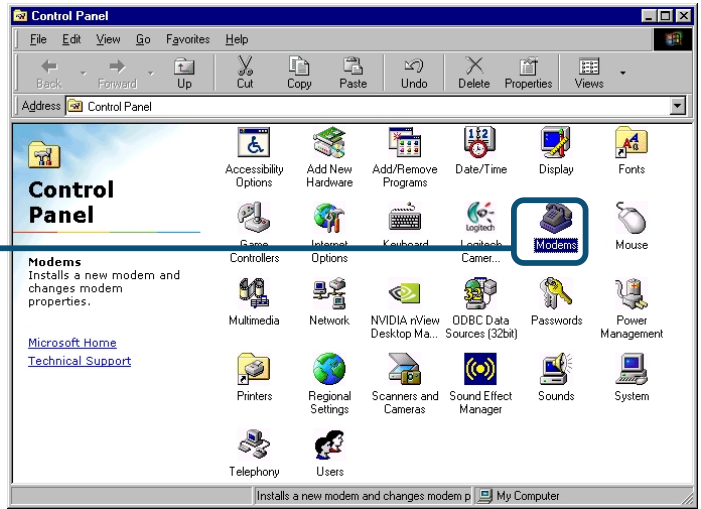 Control Panel
File Edit View Go Favorites Help
Back Forward Up Cut Copy Paste Undo Delete Properties Views
Address Control Panel
Control
Panel
Modems
Installs a new modem and
changes modem
properties.
Microsoft Home
Technical Support
Accessibility
Options
Add New
Hardware
Add/Remove
Programs
Date/Time
Display
Fonts
Game
Controllers
Internet
Options
Keyboard
Logitech
Logitech
Camer...
Modems
Mouse
Multimedia
Network
NVIDIA nView
Desktop Ma...
ODBC Data
Sources (32bit)
32
Passwords
Power
Management
Printers
Regional
Settings
Scanners and
Cameras
Sound Effect
Manager
Sounds
System
Telephony
Users
Installs a new modem and changes modem p My Computer